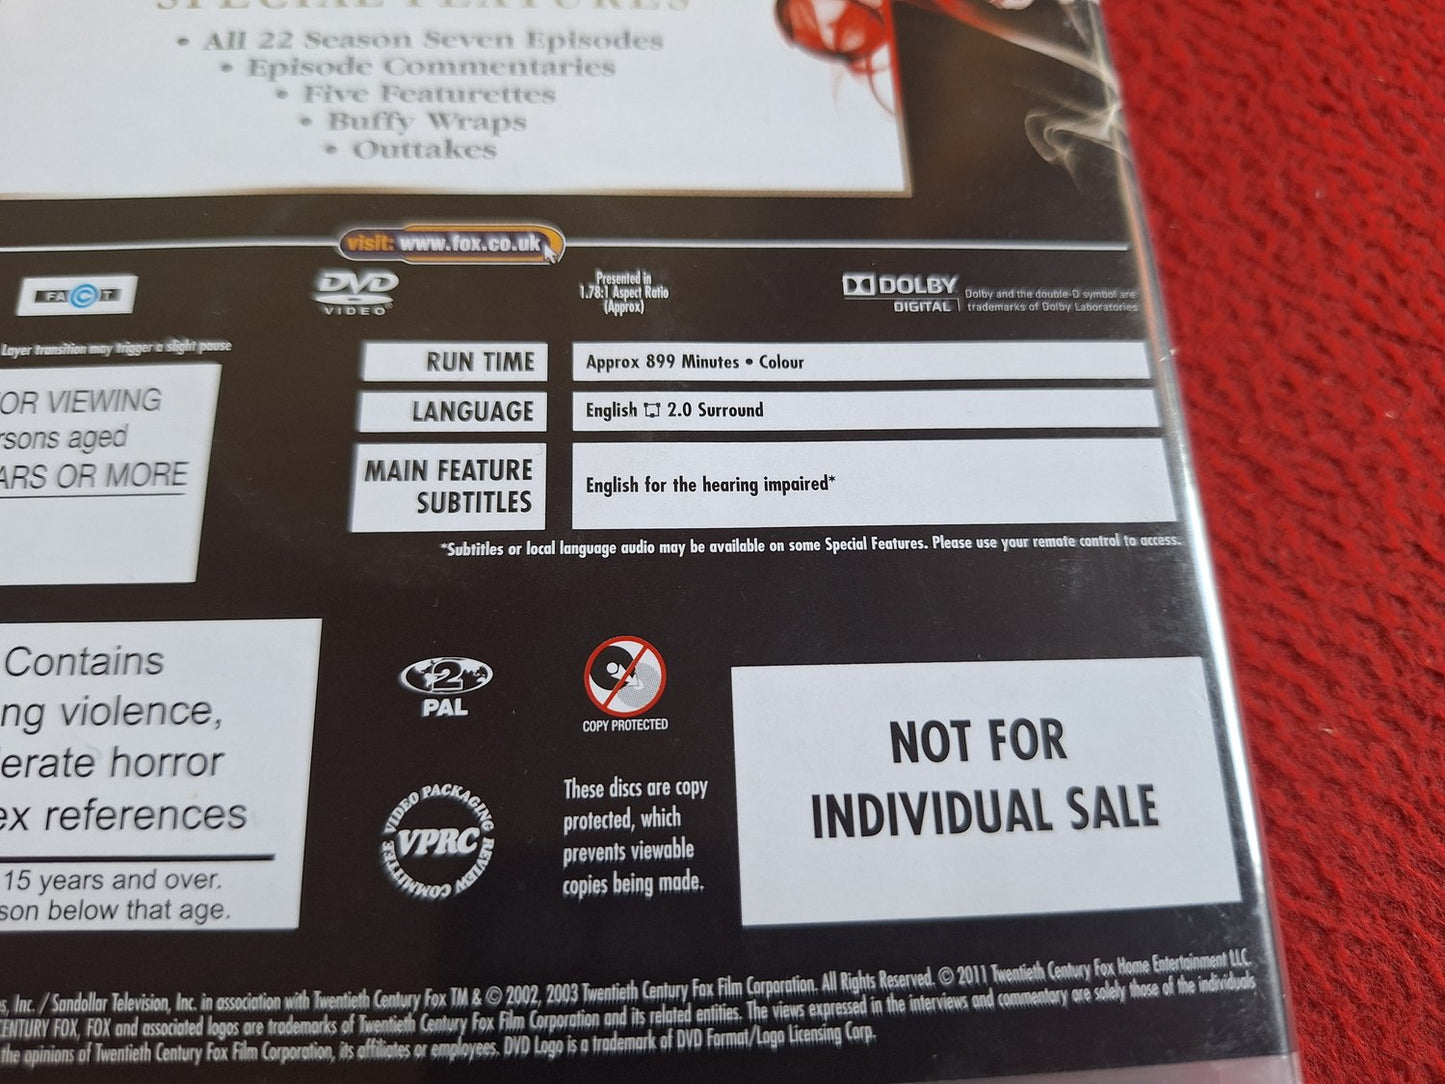 SPECIAL FEATURES
• All 22 Season Seven Episodes
• Episode Commentaries
• Five Featurettes
• Buffy Wraps
• Outtakes
visit: www.fox.co.uk
FACT
DVD
VIDEO
Presented in
1.78:1 Aspect Ratio
(Approx)
DOLBY
DIGITAL
Dolby and the double-D symbol are
trademarks of Dolby Laboratories
Layer transition may trigger a slight pause
RUN TIME
Approx 899 Minutes • Colour
LANGUAGE
English 2.0 Surround
MAIN FEATURE
SUBTITLES
English for the hearing impaired*
*Subtitles or local language audio may be available on some Special Features. Please use your remote control to access.
OR VIEWING
rsons aged
ARS OR MORE
Contains
ng violence,
erate horror
ex references
15 years and over.
son below that age.
2
PAL
COPY PROTECTED
VIDEO PACKAGING REVIEW COMMITTEE
VPRC
These discs are copy
protected, which
prevents viewable
copies being made.
NOT FOR
INDIVIDUAL SALE
s, Inc. / Sandollar Television, Inc. in association with Twentieth Century Fox TM & © 2002, 2003 Twentieth Century Fox Film Corporation. All Rights Reserved. © 2011 Twentieth Century Fox Home Entertainment LLC.
CENTURY FOX, FOX and associated logos are trademarks of Twentieth Century Fox Film Corporation and its related entities. The views expressed in the interviews and commentary are solely those of the individuals
the opinions of Twentieth Century Fox Film Corporation, its affiliates or employees. DVD Logo is a trademark of DVD Format/Logo Licensing Corp.